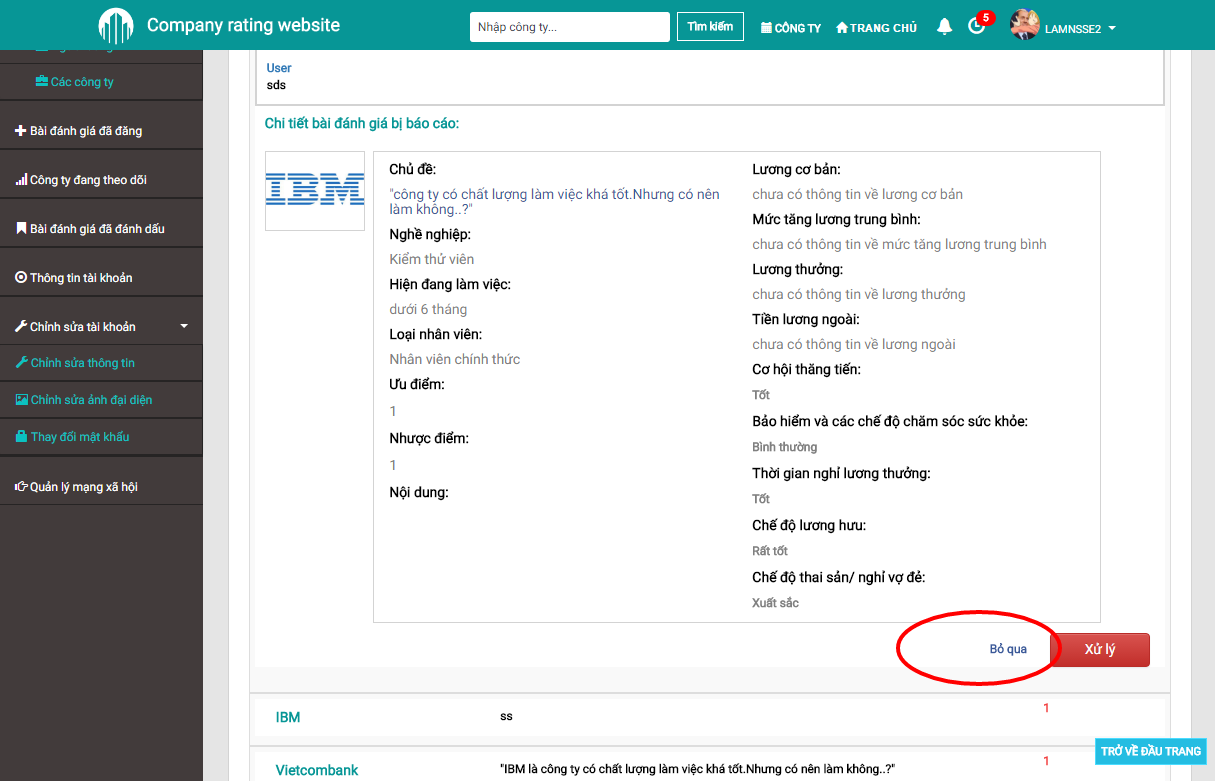 Company rating website
Nhập công ty...
Tìm kiếm
CÔNG TY
TRANG CHỦ
5
LAMNSSE2
Các công ty
Bài đánh giá đã đăng
Công ty đang theo dõi
Bài đánh giá đã đánh dấu
Thông tin tài khoản
Chỉnh sửa tài khoản
Chỉnh sửa thông tin
Chỉnh sửa ảnh đại diện
Thay đổi mật khẩu
Quản lý mạng xã hội
User
sds
Chi tiết bài đánh giá bị báo cáo:
IBM
Chủ đề:
"công ty có chất lượng làm việc khá tốt.Nhưng có nên
làm không..?"
Nghề nghiệp:
Kiểm thử viên
Hiện đang làm việc:
dưới 6 tháng
Loại nhân viên:
Nhân viên chính thức
Ưu điểm:
1
Nhược điểm:
1
Nội dung:
Lương cơ bản:
chưa có thông tin về lương cơ bản
Mức tăng lương trung bình:
chưa có thông tin về mức tăng lương trung bình
Lương thưởng:
chưa có thông tin về lương thưởng
Tiền lương ngoài:
chưa có thông tin về lương ngoài
Cơ hội thăng tiến:
Tốt
Bảo hiểm và các chế độ chăm sóc sức khỏe:
Bình thường
Thời gian nghỉ lương thưởng:
Tốt
Chế độ lương hưu:
Rất tốt
Chế độ thai sản/ nghỉ vợ đẻ:
Xuất sắc
Bỏ qua
Xử lý
IBM
ss
1
Vietcombank
"IBM là công ty có chất lượng làm việc khá tốt.Nhưng có nên làm không..?"
1
TRỞ VỀ ĐẦU TRANG